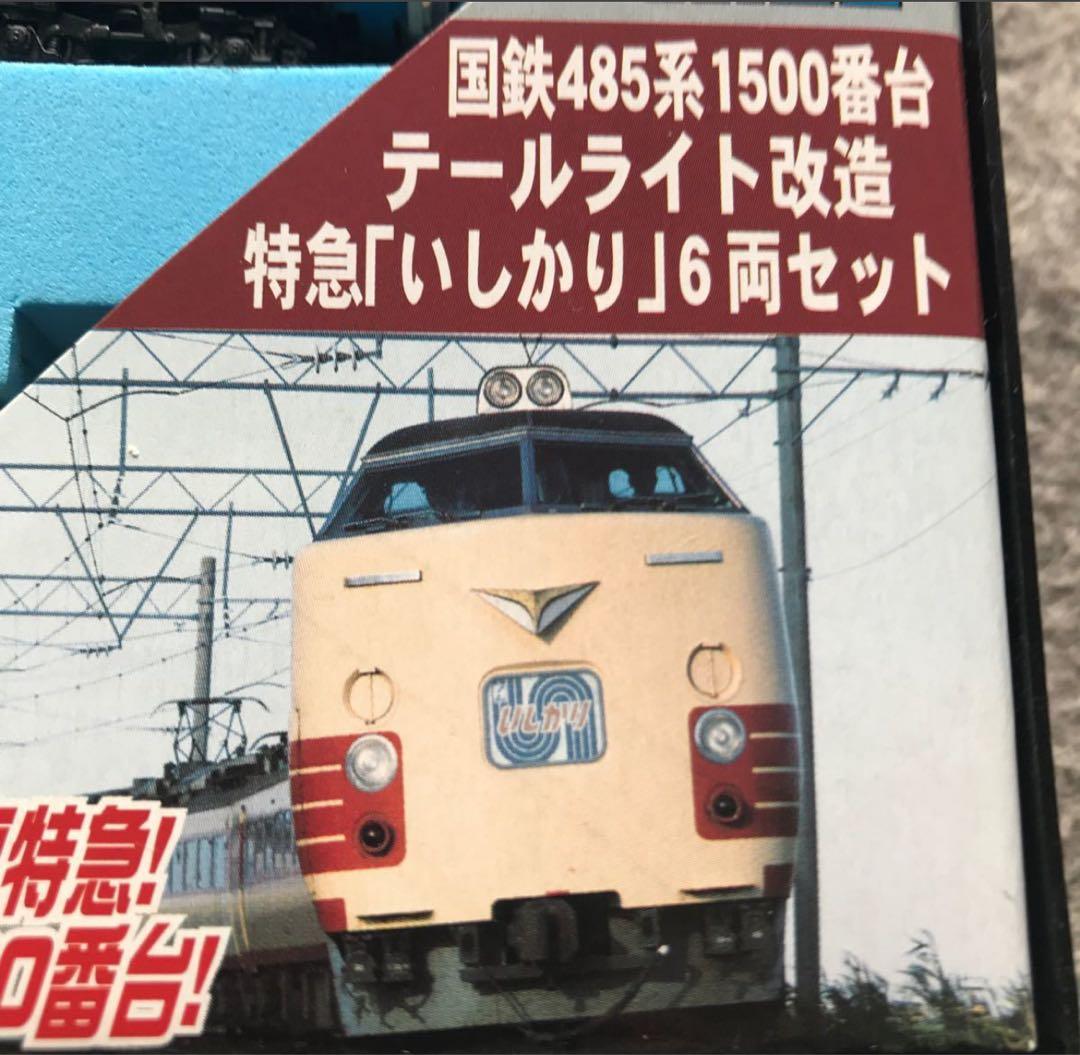 国鉄485系1500番台
テールライト改造
特急「いしかり」6両セット
いしかり
特急!
0番台!